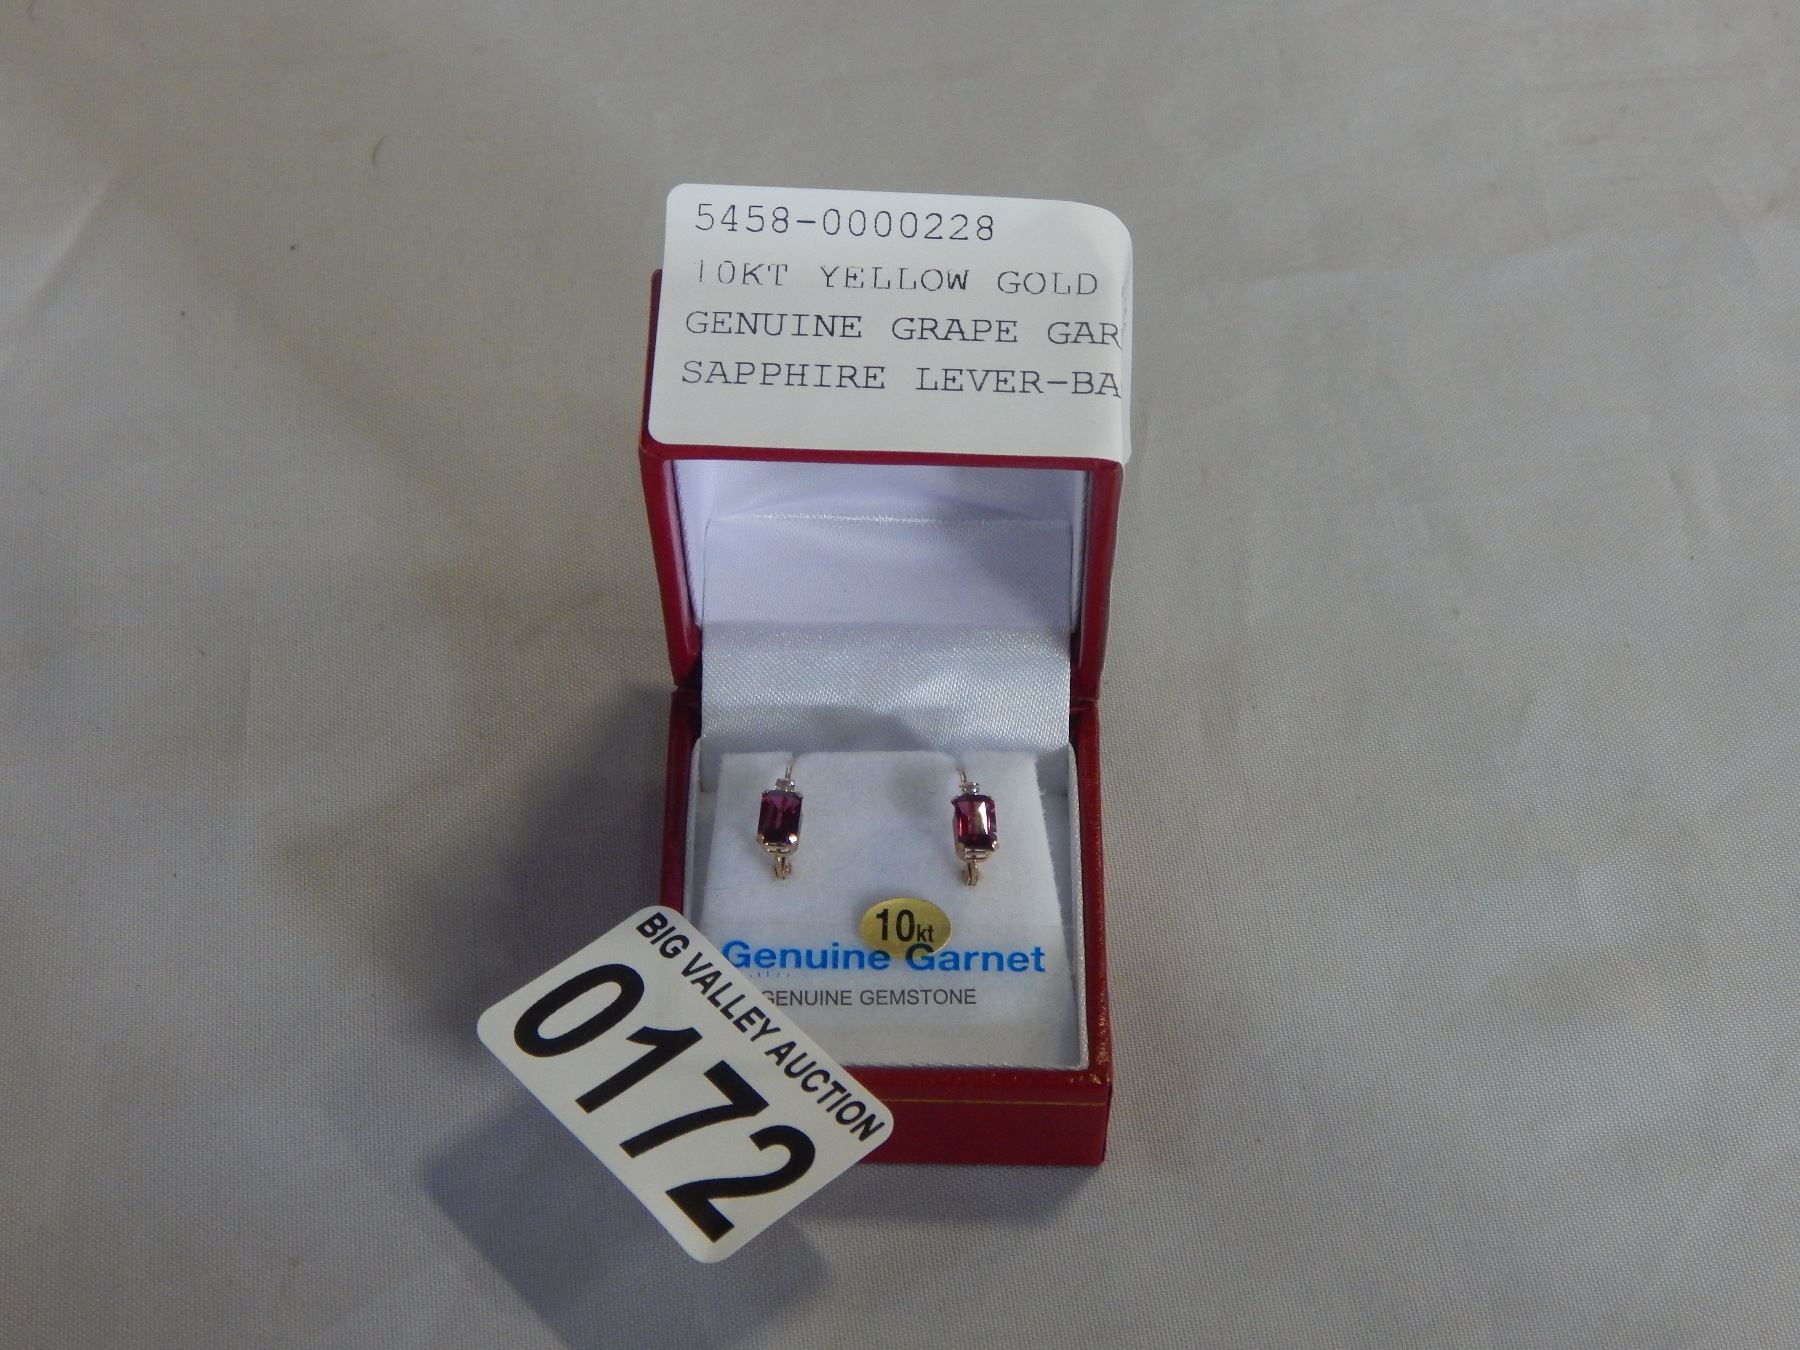 5458-0000228
10KT YELLOW GOLD
GENUINE GRAPE GAR
SAPPHIRE LEVER-BA
10kt
Genuine Garnet
GENUINE GEMSTONE
BIG VALLEY AUCTION
0172